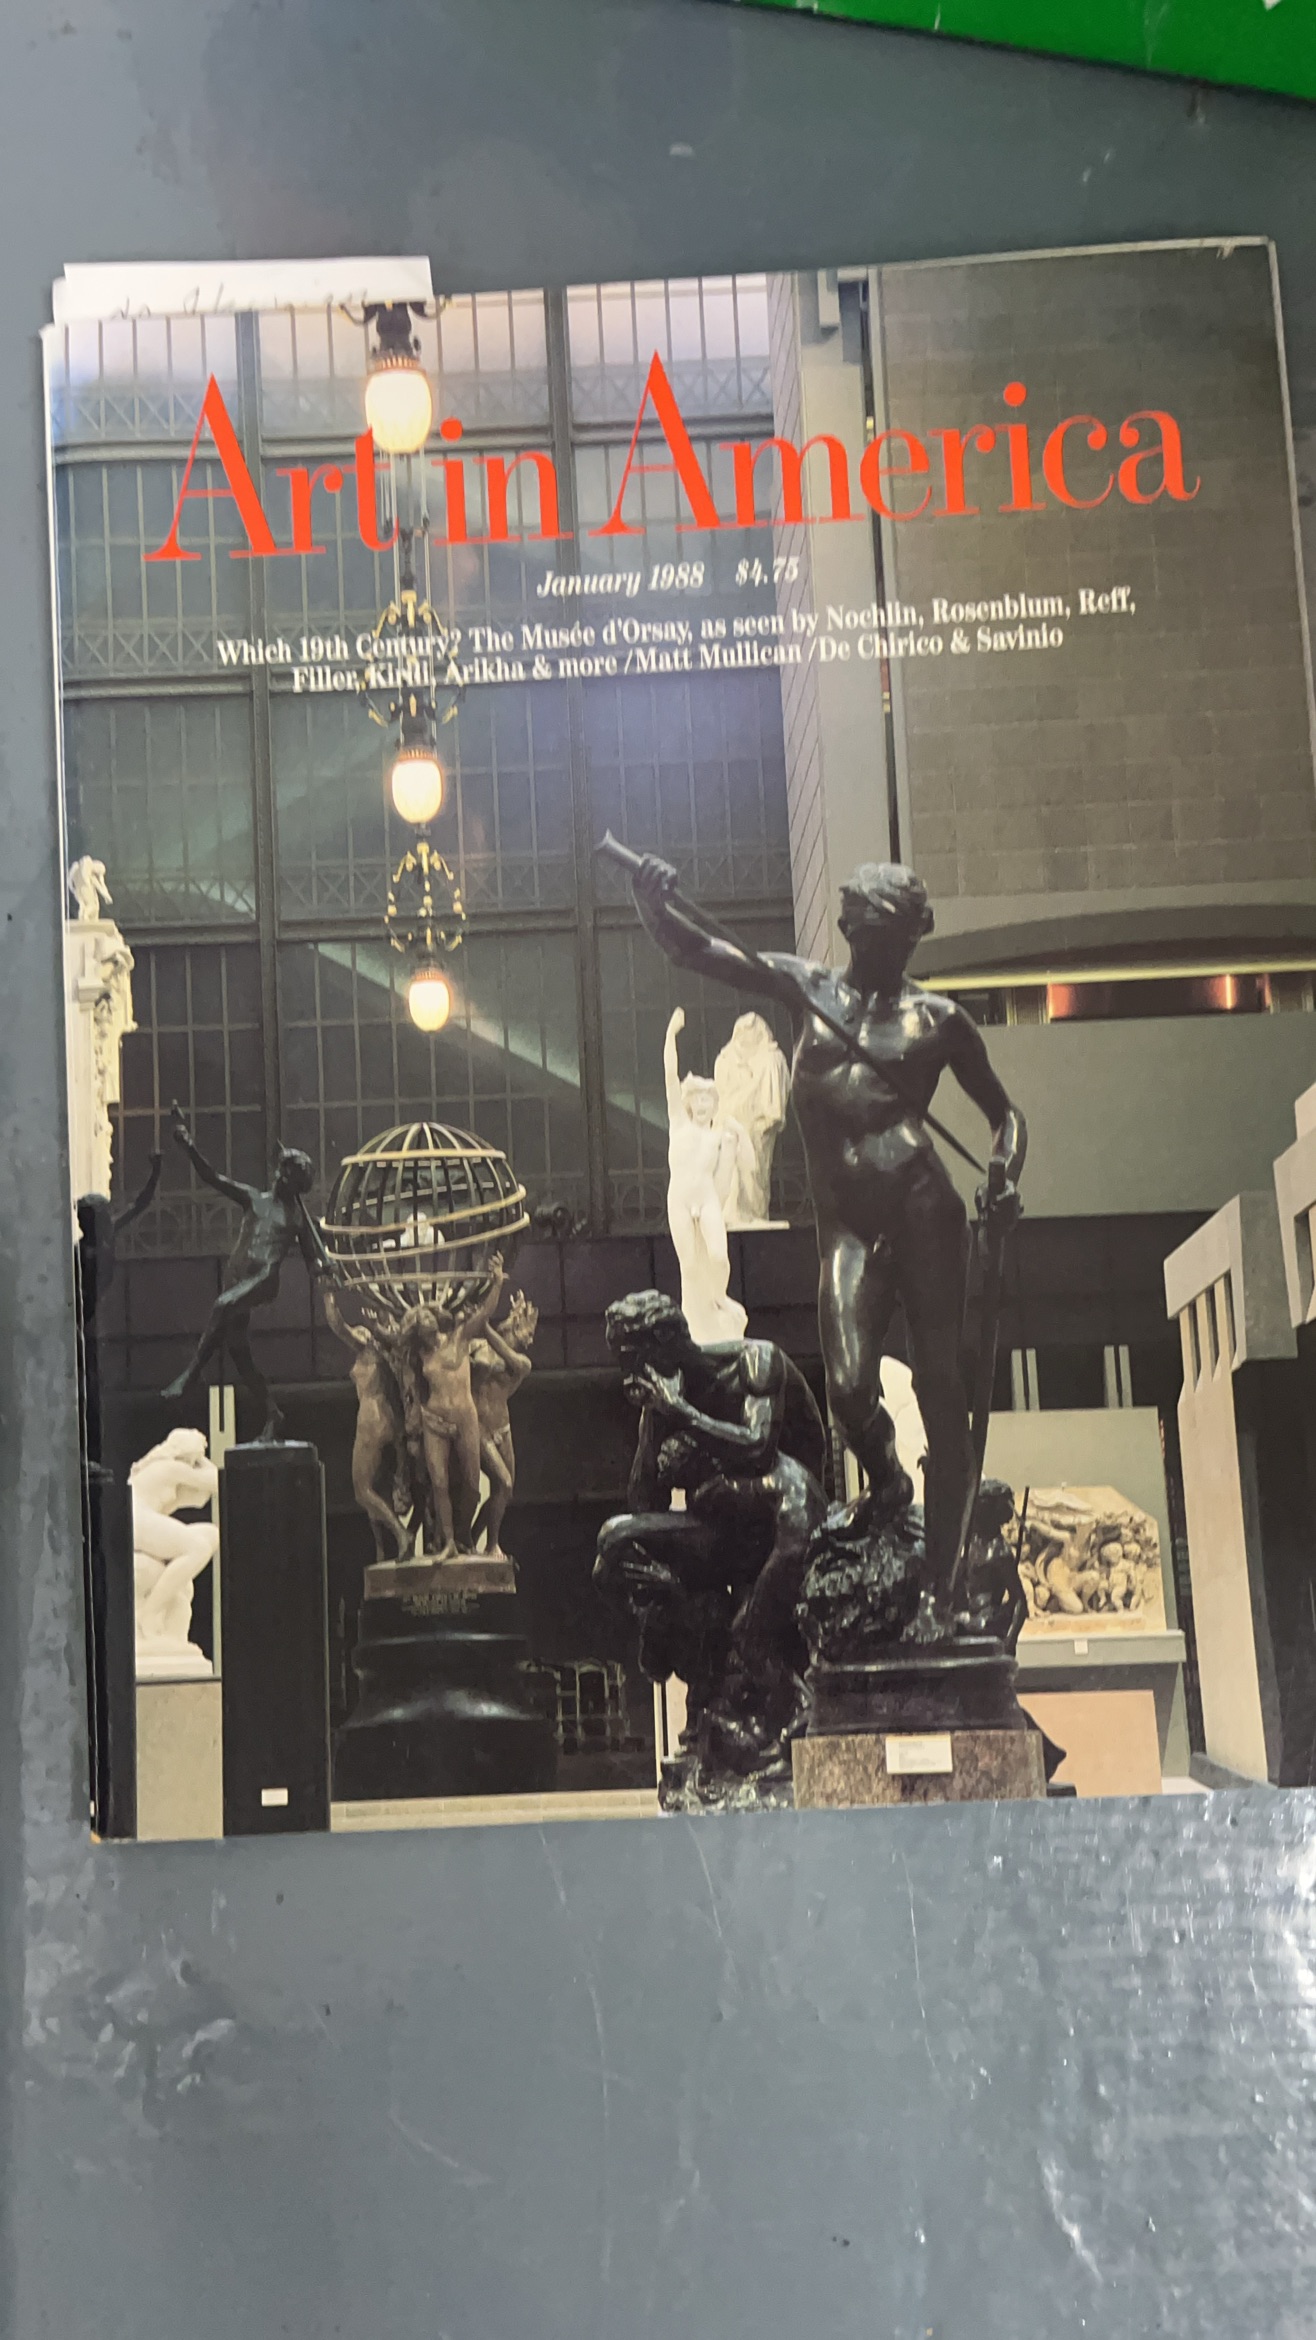 Art in America
January 1988 $4.75
Which 19th Century? The Musée d'Orsay, as seen by Nochlin, Rosenblum, Reff,
Filler, Kimball, Arikha & more / Matt Mullican / De Chirico & Savinio